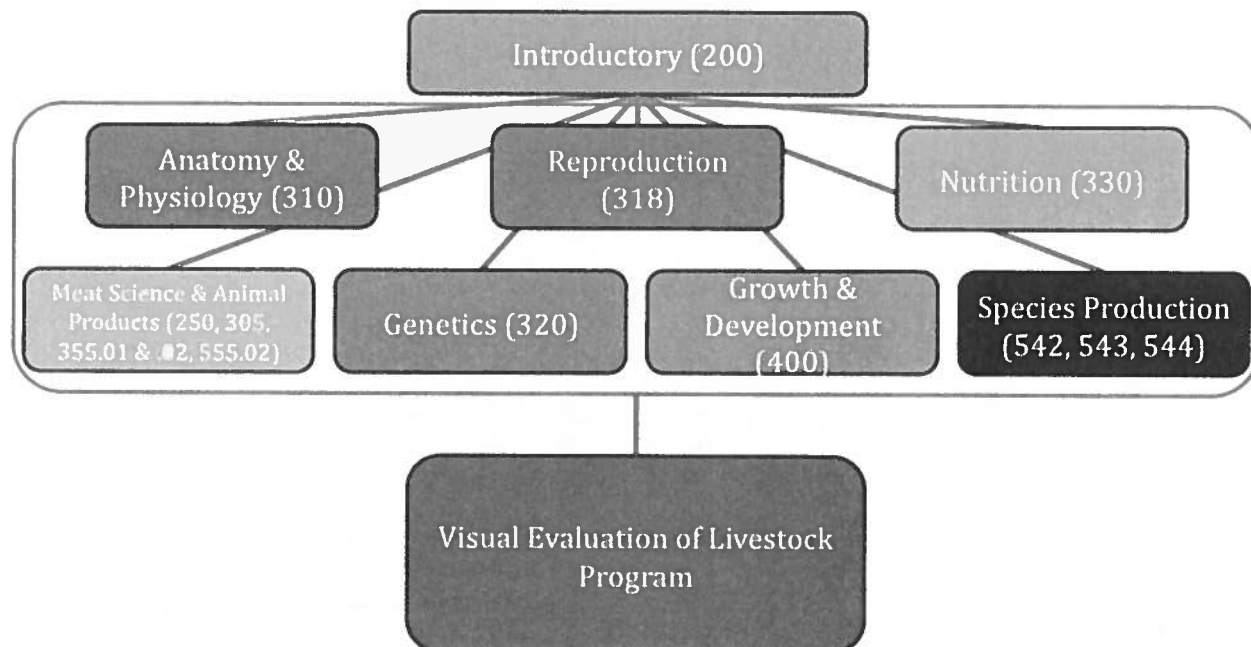 Introductory (200)
Anatomy &
Physiology (310)
Reproduction
(318)
Nutrition (330)
Meat Science & Animal
Products (250, 305,
355.01 & .02, 555.02)
Genetics (320)
Growth &
Development
(400)
Species Production
(542, 543, 544)
Visual Evaluation of Livestock
Program